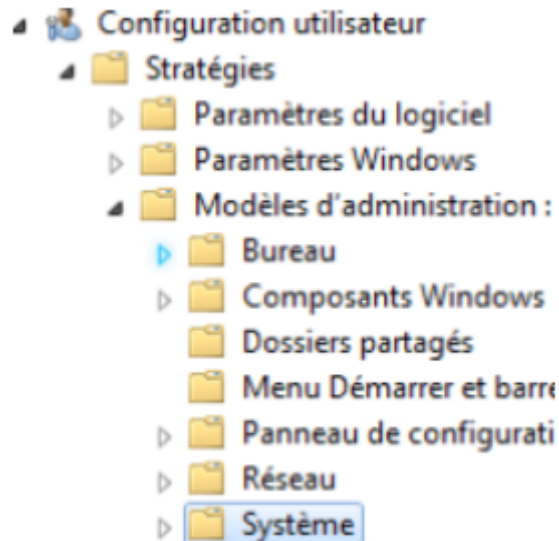 Configuration utilisateur
Stratégies
Paramètres du logiciel
Paramètres Windows
Modèles d'administration :
Bureau
Composants Windows
Dossiers partagés
Menu Démarrer et barre
Panneau de configurati
Réseau
Système